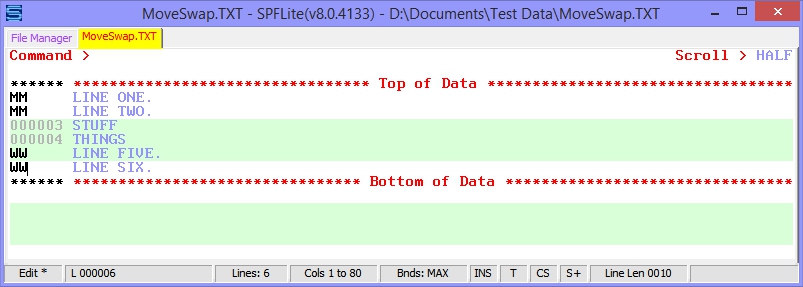 MoveSwap.TXT - SPFLite(v8.0.4133) - D:\Documents\Test Data\MoveSwap.TXT
File Manager MoveSwap.TXT
Command > Scroll > HALF
****** ********************************* Top of Data **********************************
MM LINE ONE.
MM LINE TWO.
000003 STUFF
000004 THINGS
WW LINE FIVE.
WW LINE SIX.
****** ******************************** Bottom of Data ********************************
Edit * L 000006 Lines: 6 Cols 1 to 80 Bnds: MAX INS T CS S+ Line Len 0010